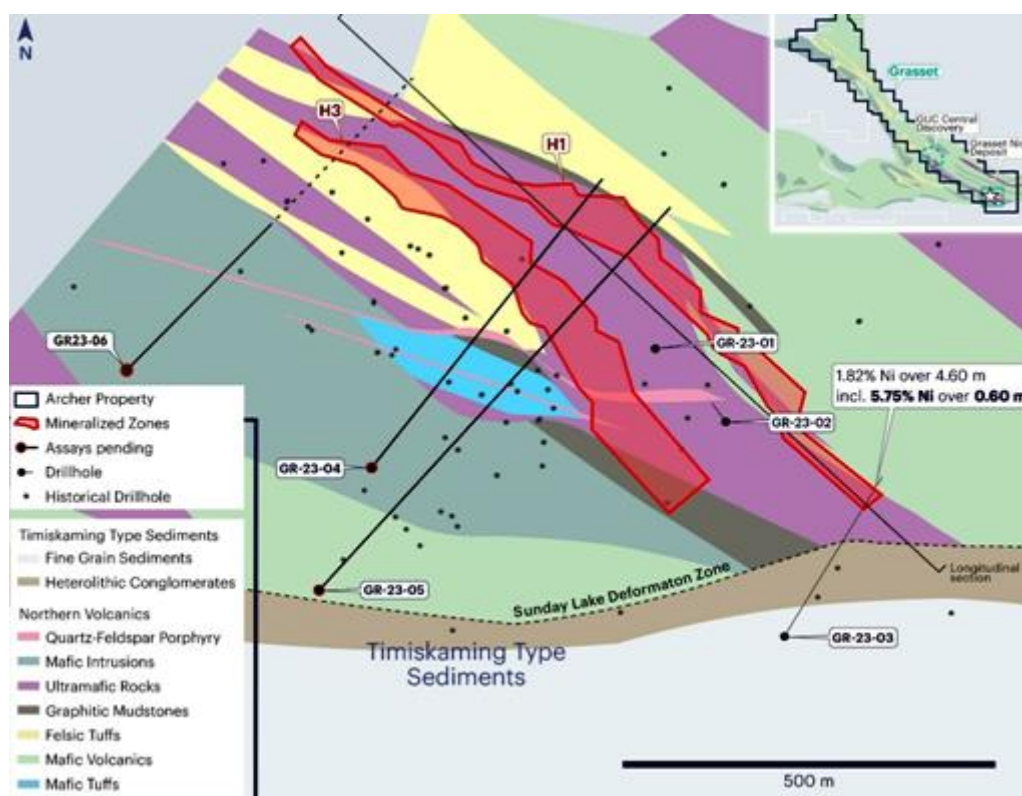 N
H3
H1
Grasset
GUC Central
Discovery
Grasset Nic
Deposit
GR23-06
GR-23-01
1.82% Ni over 4.60 m
incl. 5.75% Ni over 0.60 m
GR-23-02
GR-23-04
GR-23-05
GR-23-03
Longitudinal
section
Sunday Lake Deformaton Zone
Timiskaming Type
Sediments
500 m
Archer Property
Mineralized Zones
Assays pending
Drillhole
Historical Drillhole
Timiskaming Type Sediments
Fine Grain Sediments
Heterolithic Conglomerates
Northern Volcanics
Quartz-Feldspar Porphyry
Mafic Intrusions
Ultramafic Rocks
Graphitic Mudstones
Felsic Tuffs
Mafic Volcanics
Mafic Tuffs